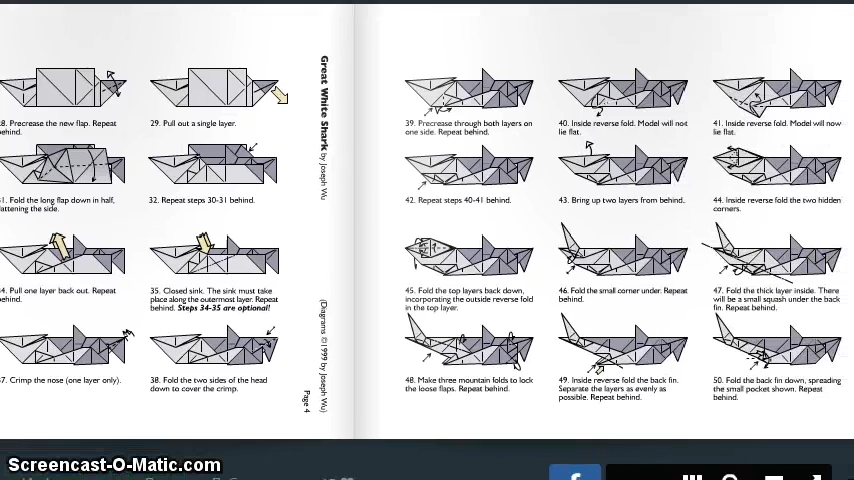 28. Precrease the new flap. Repeat
behind.
29. Pull out a single layer.
31. Fold the long flap down in half,
flattening the side.
32. Repeat steps 30-31 behind.
34. Pull one layer back out. Repeat
behind.
35. Closed sink. The sink must take
place along the outermost layer. Repeat
behind. Steps 34-35 are optional!
37. Crimp the nose (one layer only).
38. Fold the two sides of the head
down to cover the crimp.
Great White Shark by Joseph Wu
(Diagrams ©1999 by Joseph Wu)
Page 4
39. Precrease through both layers on
one side. Repeat behind.
40. Inside reverse fold. Model will not
lie flat.
41. Inside reverse fold. Model will now
lie flat.
42. Repeat steps 40-41 behind.
43. Bring up two layers from behind.
44. Inside reverse fold the two hidden
corners.
45. Fold the top layers back down,
incorporating the outside reverse fold
in the top layer.
46. Fold the small corner under. Repeat
behind.
47. Fold the thick layer inside. There
will be a small squash under the back
fin. Repeat behind.
48. Make three mountain folds to lock
the loose flaps. Repeat behind.
49. Inside reverse fold the back fin.
Separate the layers as evenly as
possible. Repeat behind.
50. Fold the back fin down, spreading
the small pocket shown. Repeat
behind.
Screencast-O-Matic.com